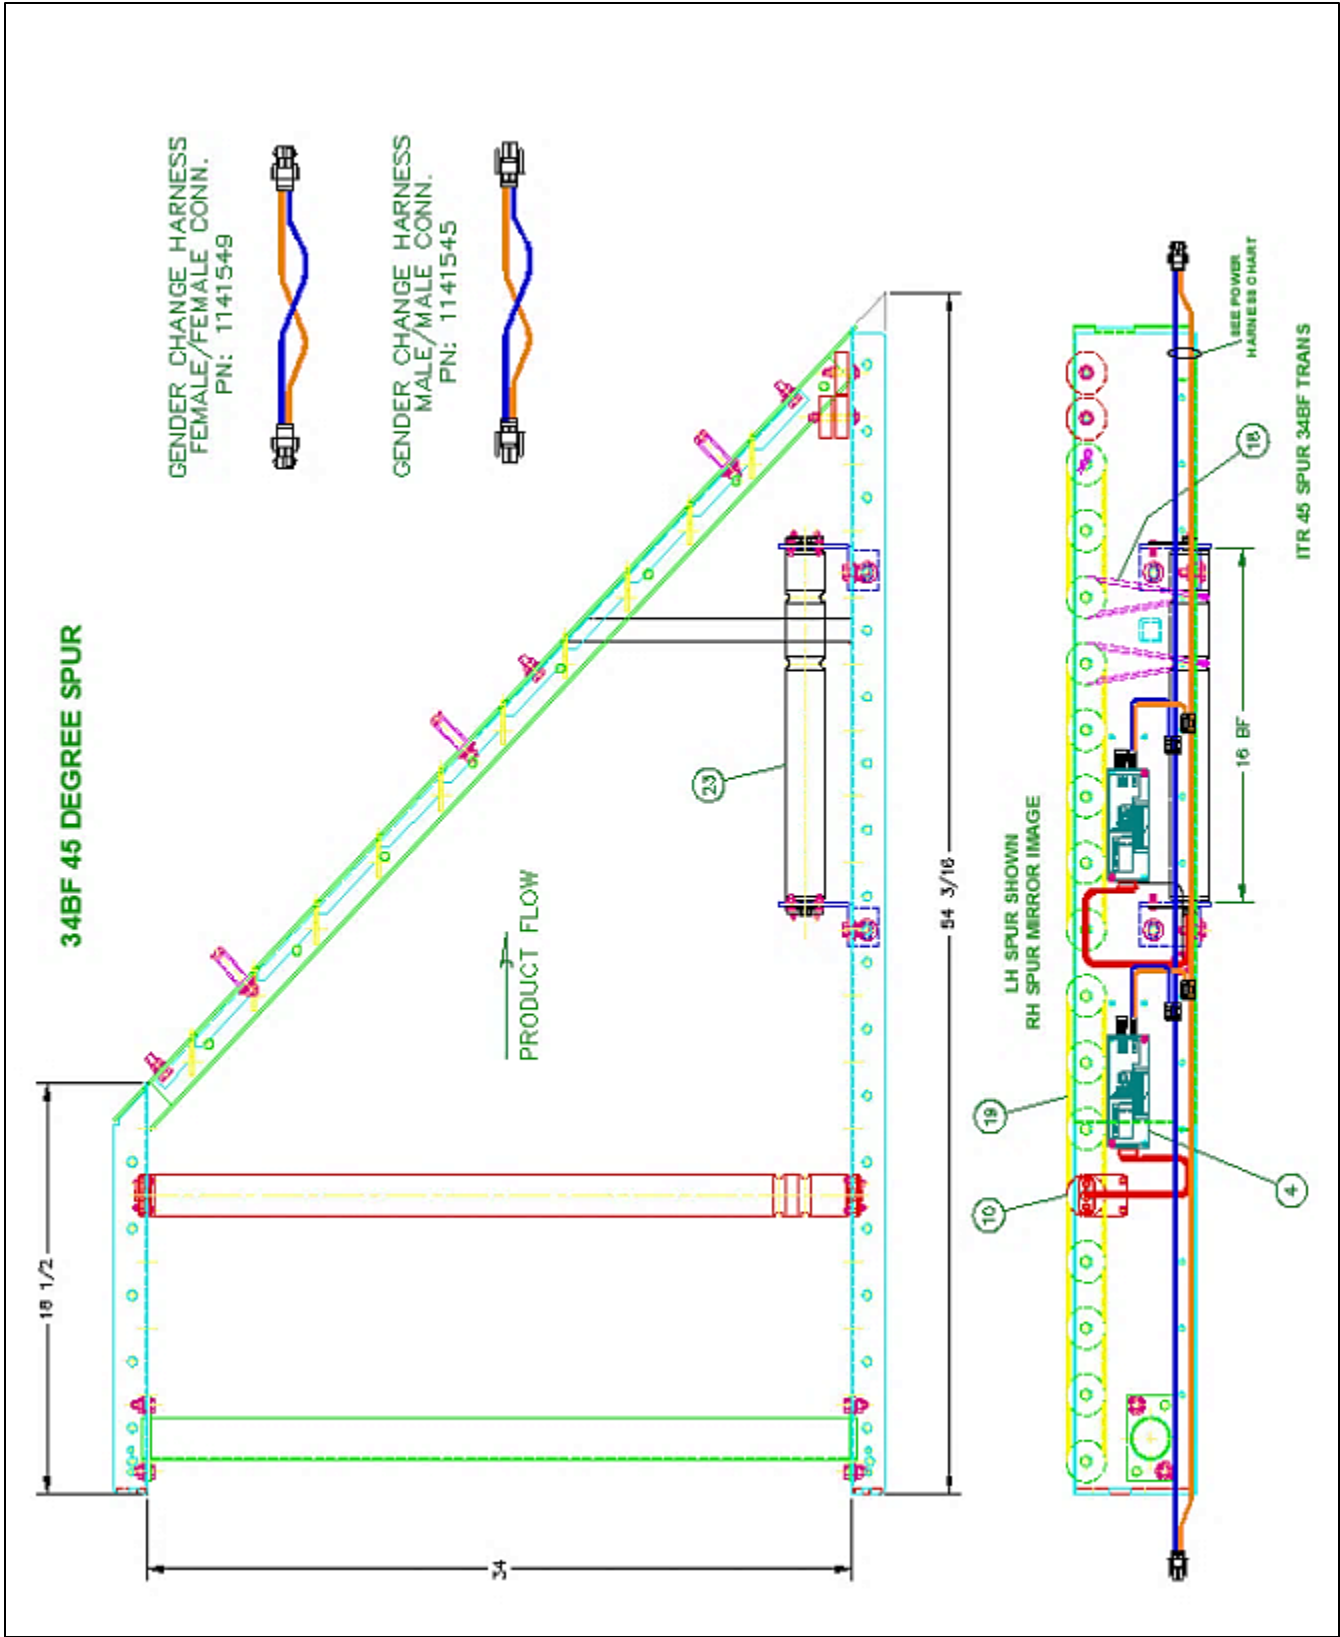 34BF 45 DEGREE SPUR
GENDER CHANGE HARNESS
FEMALE/FEMALE CONN.
PN: 1141549
GENDER CHANGE HARNESS
MALE/MALE CONN.
PN: 1141545
18 1/2
34
PRODUCT FLOW
23
54 3/16
LH SPUR SHOWN
RH SPUR MIRROR IMAGE
10
19
4
18
16 BF
SEE POWER
HARNESS CHART
ITR 45 SPUR 34BF TRANS